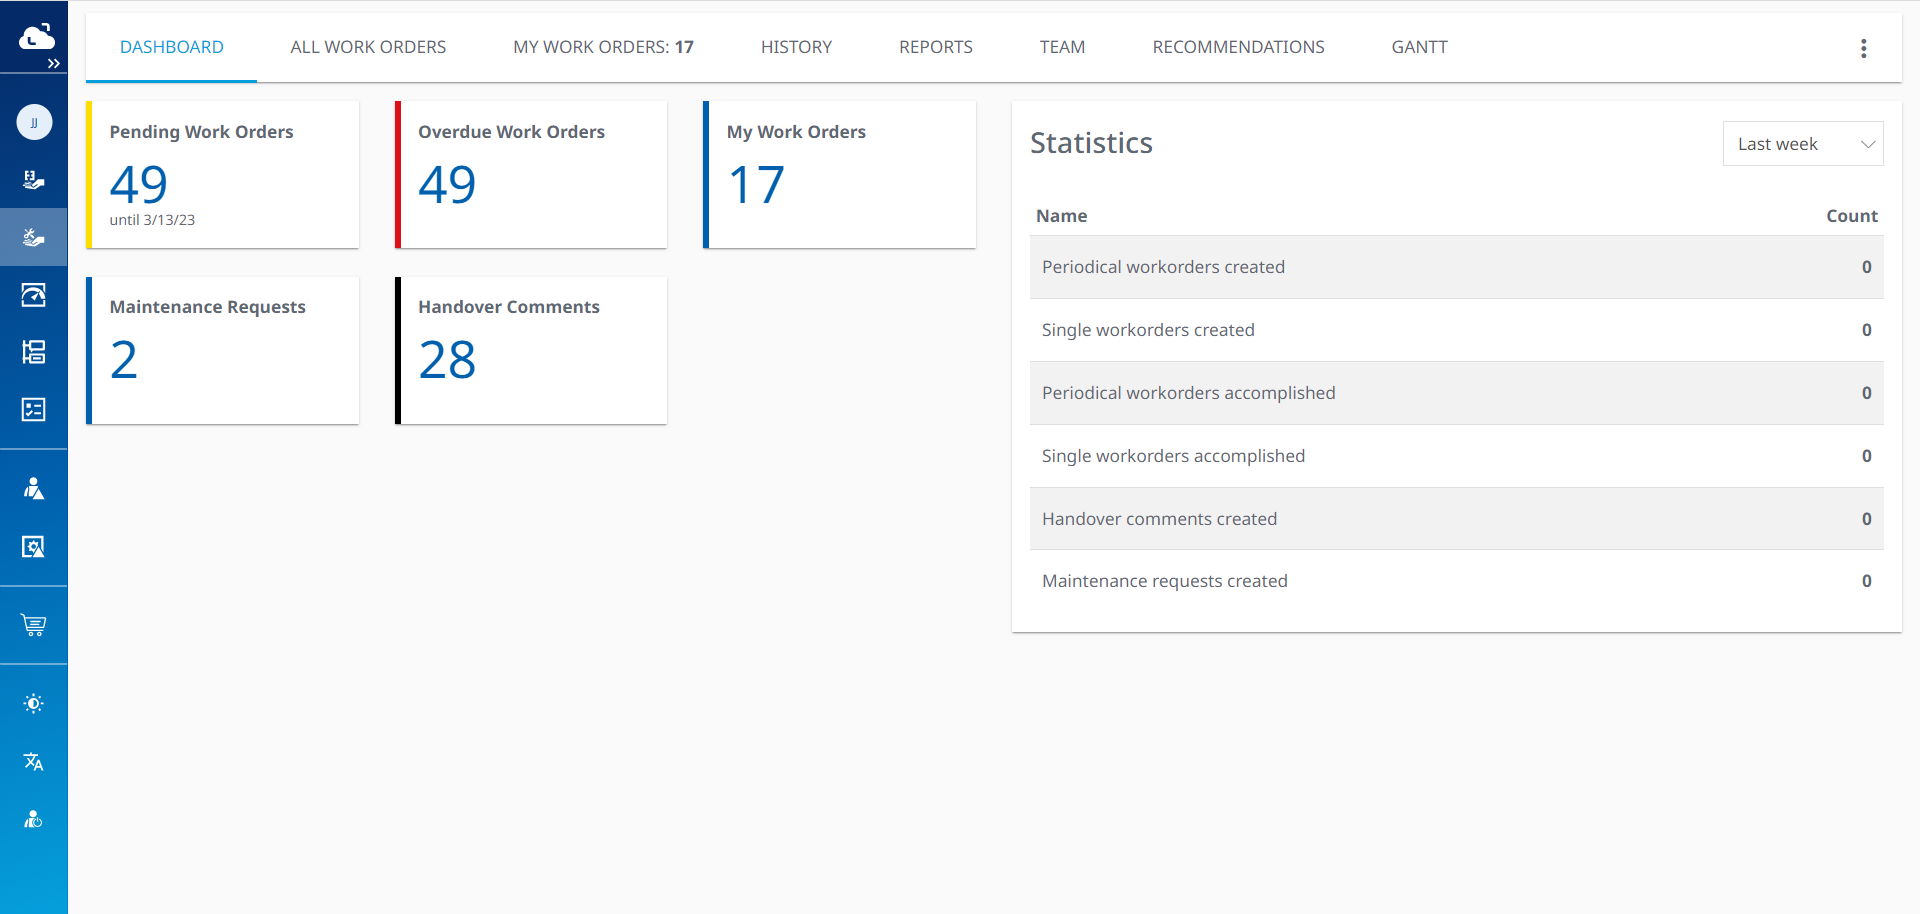 DASHBOARD
ALL WORK ORDERS
MY WORK ORDERS: 17
HISTORY
REPORTS
TEAM
RECOMMENDATIONS
GANTT
JJ
Pending Work Orders
49
until 3/13/23
Overdue Work Orders
49
My Work Orders
17
Maintenance Requests
2
Handover Comments
28
Statistics
Last week
Name Count
Periodical workorders created 0
Single workorders created 0
Periodical workorders accomplished 0
Single workorders accomplished 0
Handover comments created 0
Maintenance requests created 0